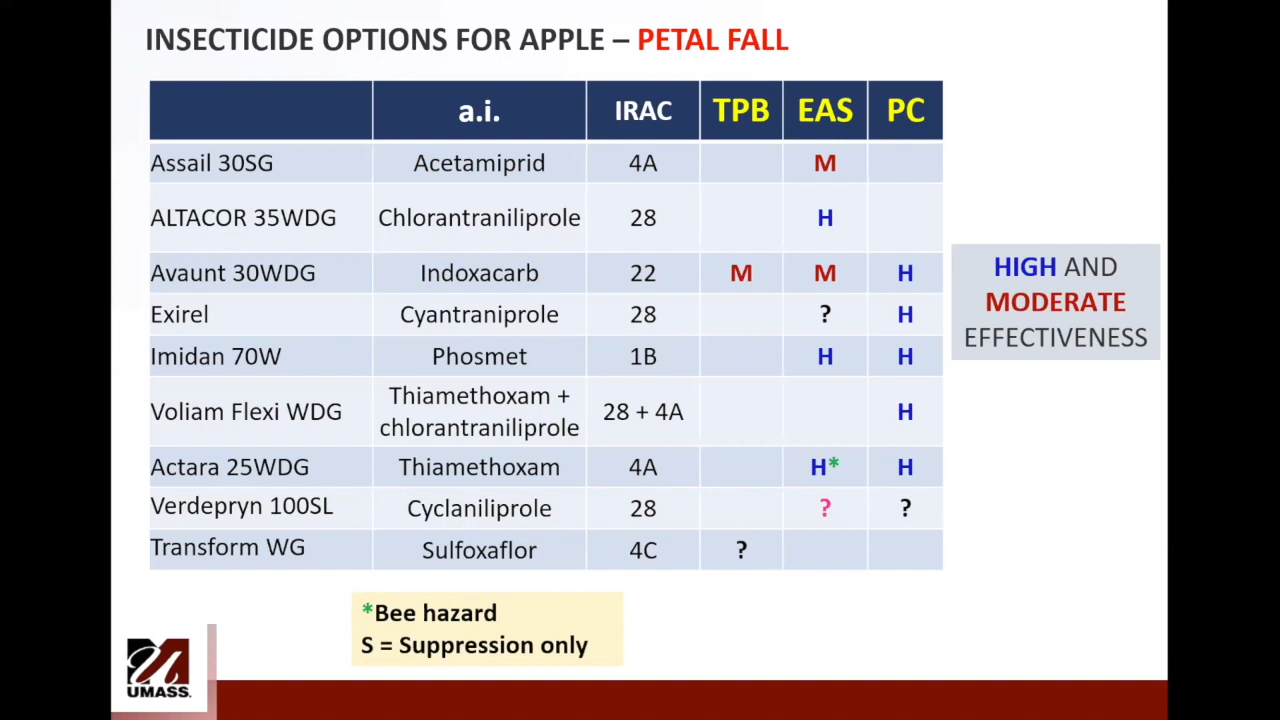 INSECTICIDE OPTIONS FOR APPLE – PETAL FALL
a.i. IRAC TPB EAS PC
Assail 30SG Acetamiprid 4A M
ALTACOR 35WDG Chlorantraniliprole 28 H
Avaunt 30WDG Indoxacarb 22 M M H
Exirel Cyantraniprole 28 ? H
Imidan 70W Phosmet 1B H H
Voliam Flexi WDG Thiamethoxam + chlorantraniliprole 28 + 4A H
Actara 25WDG Thiamethoxam 4A H* H
Verdepryn 100SL Cyclaniliprole 28 ? ?
Transform WG Sulfoxaflor 4C ?
HIGH AND
MODERATE
EFFECTIVENESS
*Bee hazard
S = Suppression only
UMASS.